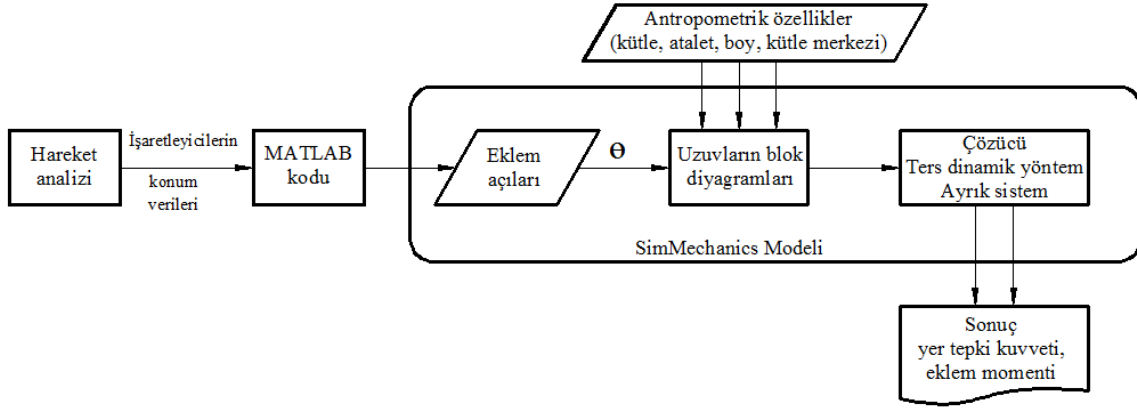 Antropometrik özellikler
(kütle, atalet, boy, kütle merkezi)
Hareket
analizi
İşaretleyicilerin
konum
verileri
MATLAB
kodu
Eklem
açıları
Θ
Uzuvların blok
diyagramları
Çözücü
Ters dinamik yöntem
Ayrık sistem
SimMechanics Modeli
Sonuç
yer tepki kuvveti,
eklem momenti